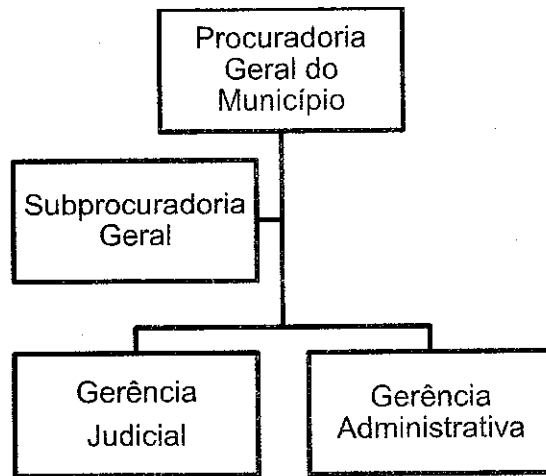 Procuradoria
Geral do
Município
Subprocuradoria
Geral
Gerência
Judicial
Gerência
Administrativa